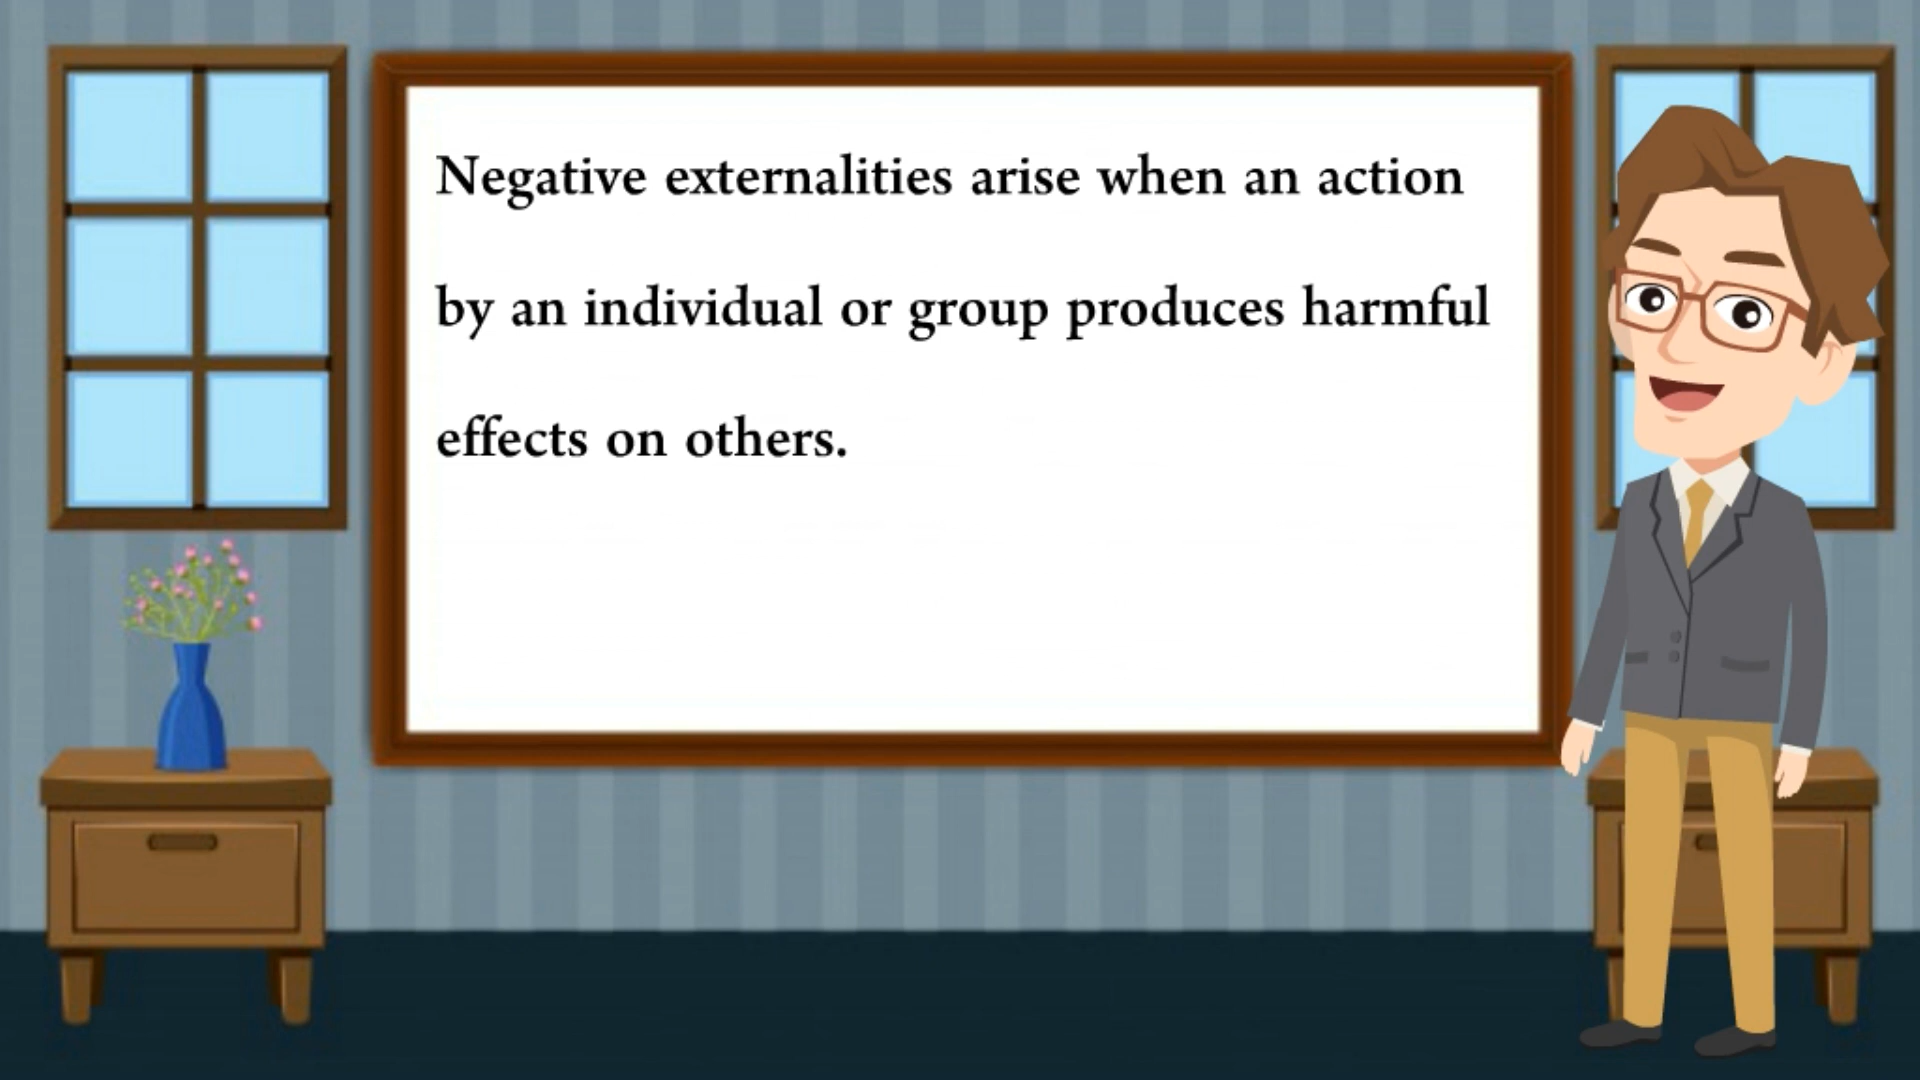 Negative externalities arise when an action
by an individual or group produces harmful
effects on others.